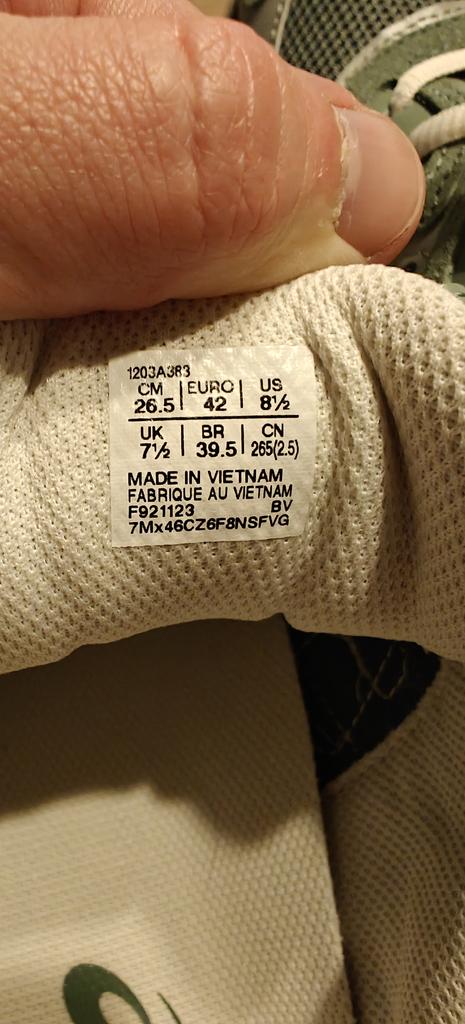 1203A383
CM | EURO | US
26.5 | 42 | 8½
UK | BR | CN
7½ | 39.5 | 265(2.5)
MADE IN VIETNAM
FABRIQUE AU VIETNAM
F921123 BV
7Mx46CZ6F8NSFVG